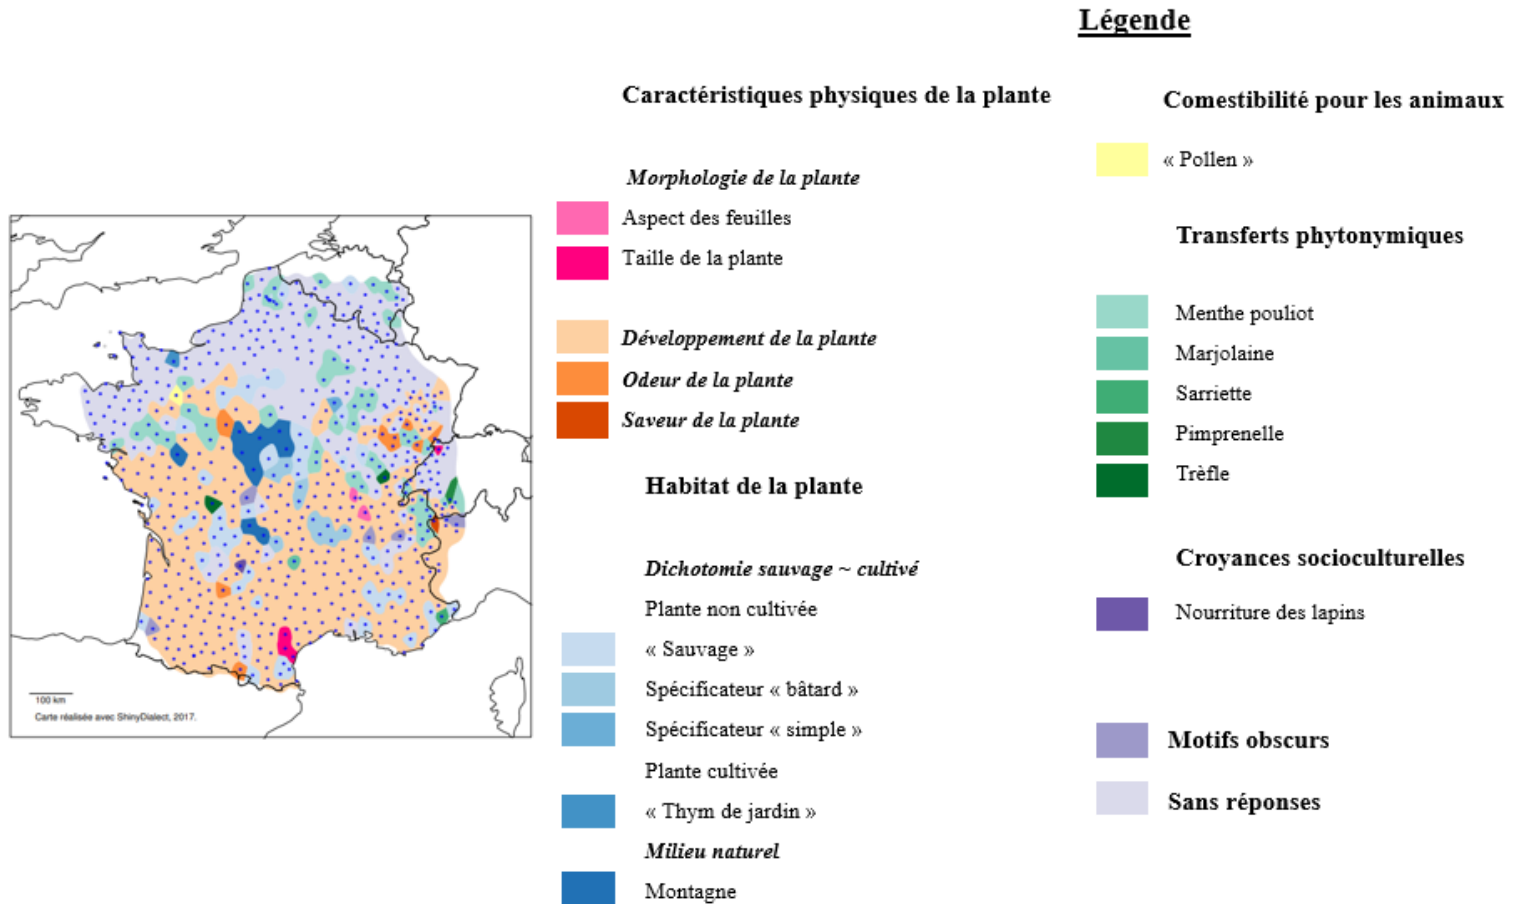 Légende
Caractéristiques physiques de la plante
Morphologie de la plante
Aspect des feuilles
Taille de la plante
Développement de la plante
Odeur de la plante
Saveur de la plante
Habitat de la plante
Dichotomie sauvage ~ cultivé
Plante non cultivée
« Sauvage »
Spécificateur « bâtard »
Spécificateur « simple »
Plante cultivée
« Thym de jardin »
Milieu naturel
Montagne
Comestibilité pour les animaux
« Pollen »
Transferts phytonymiques
Menthe pouliot
Marjolaine
Sarriette
Pimprenelle
Trèfle
Croyances socioculturelles
Nourriture des lapins
Motifs obscurs
Sans réponses
100 km
Carte réalisée avec ShinyDialect, 2017.